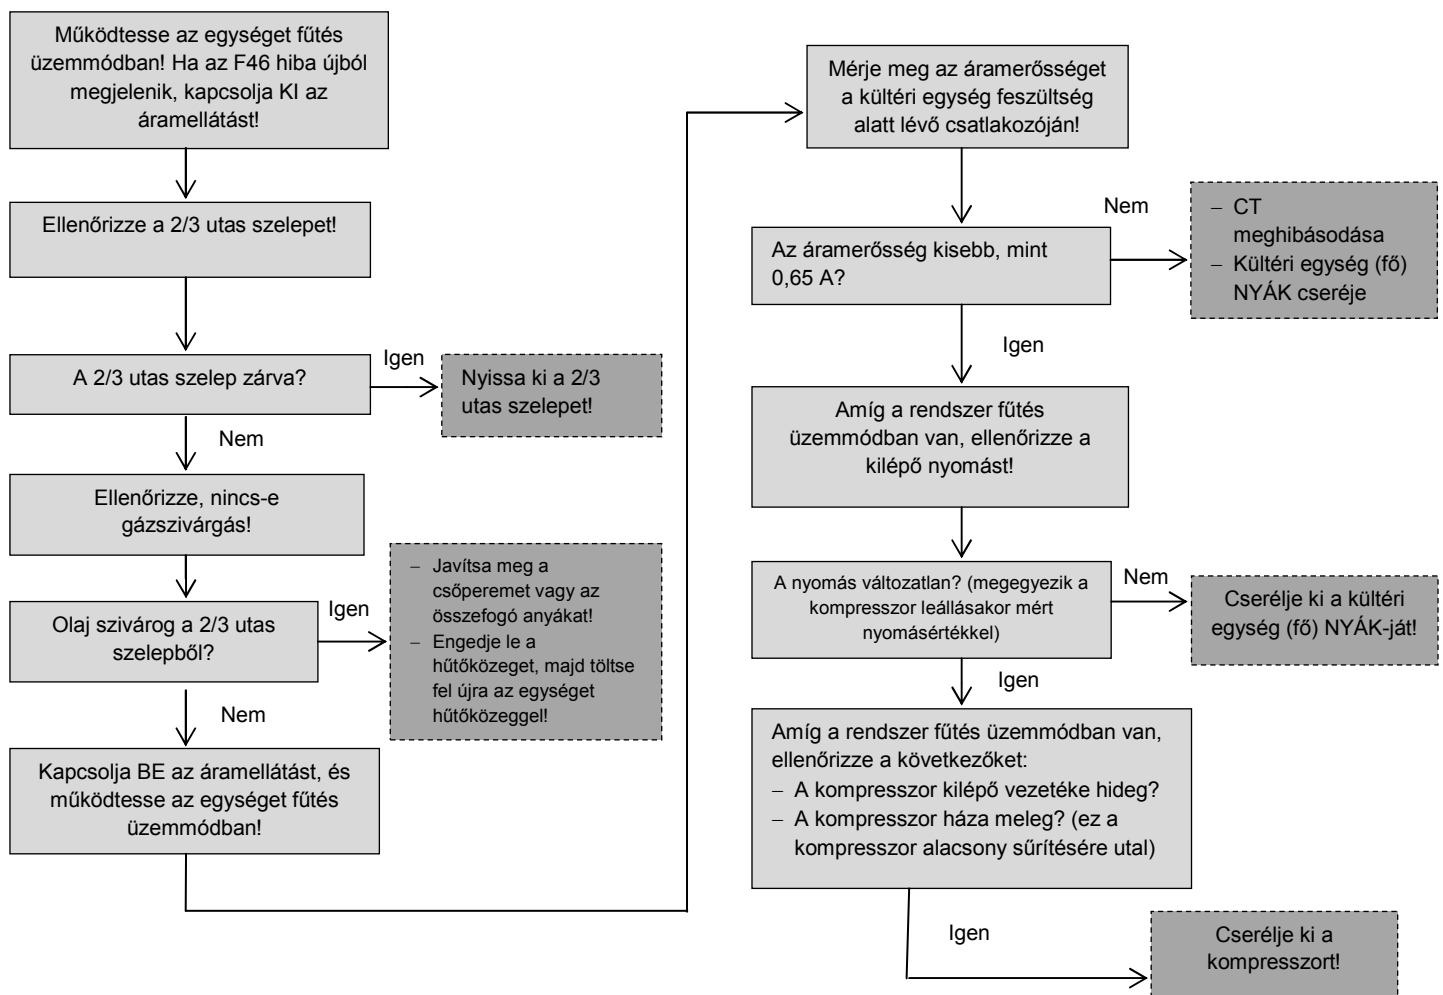 Működtesse az egységet fűtés
üzemmódban! Ha az F46 hiba újból
megjelenik, kapcsolja KI az
áramellátást!
Ellenőrizze a 2/3 utas szelepet!
A 2/3 utas szelep zárva?
Igen
Nyissa ki a 2/3
utas szelepet!
Nem
Ellenőrizze, nincs-e
gázszivárgás!
Olaj szivárog a 2/3 utas
szelepből?
Igen
– Javítsa meg a
csőperemet vagy az
összefogó anyákat!
– Engedje le a
hűtőközeget, majd töltse
fel újra az egységet
hűtőközeggel!
Nem
Kapcsolja BE az áramellátást, és
működtesse az egységet fűtés
üzemmódban!
Mérje meg az áramerősséget
a kültéri egység feszültség
alatt lévő csatlakozóján!
Az áramerősség kisebb, mint
0,65 A?
Nem
– CT
meghibásodása
– Kültéri egység (fő)
NYÁK cseréje
Igen
Amíg a rendszer fűtés
üzemmódban van, ellenőrizze a
kilépő nyomást!
A nyomás változatlan? (megegyezik a
kompresszor leállásakor mért
nyomásértékkel)
Nem
Cserélje ki a kültéri
egység (fő) NYÁK-ját!
Igen
Amíg a rendszer fűtés üzemmódban van,
ellenőrizze a következőket:
– A kompresszor kilépő vezetéke hideg?
– A kompresszor háza meleg? (ez a
kompresszor alacsony sűrítésére utal)
Igen
Cserélje ki a
kompresszort!